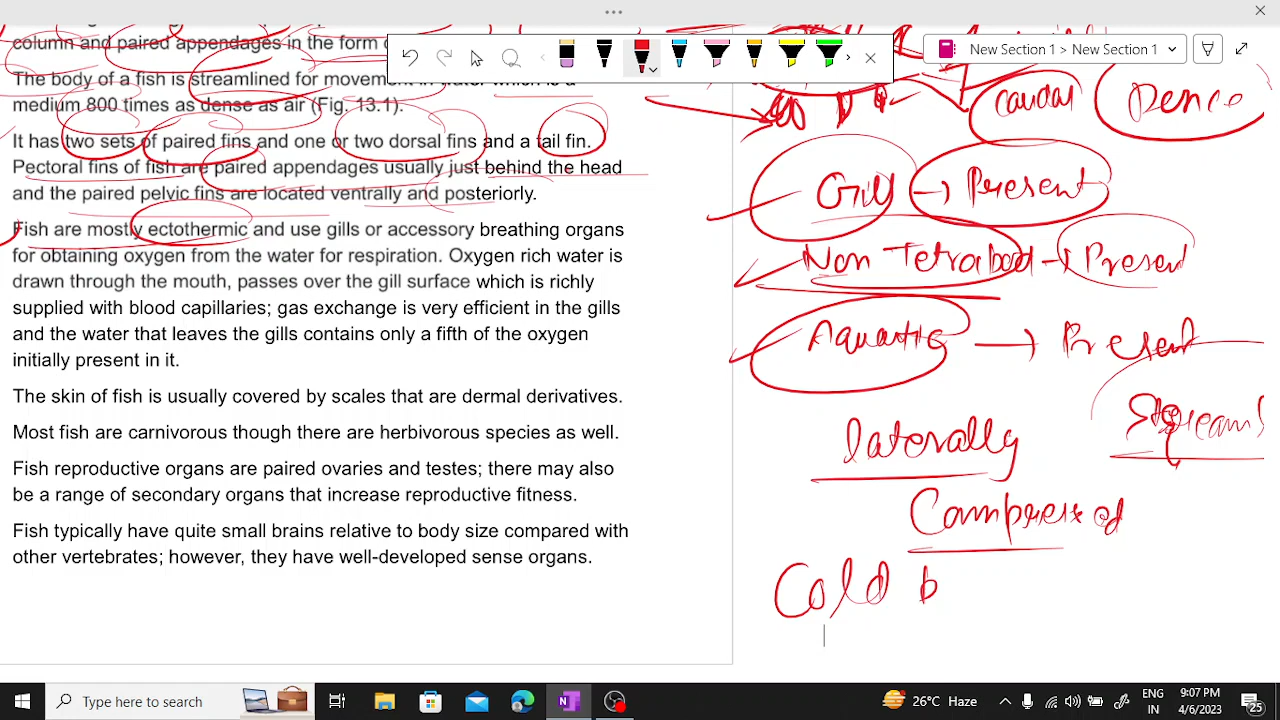 New Section 1 > New Section 1
column and paired appendages in the form
The body of a fish is streamlined for movement in water which is a
medium 800 times as dense as air (Fig. 13.1).
It has two sets of paired fins and one or two dorsal fins and a tail fin.
Pectoral fins of fish are paired appendages usually just behind the head
and the paired pelvic fins are located ventrally and posteriorly.
Fish are mostly ectothermic and use gills or accessory breathing organs
for obtaining oxygen from the water for respiration. Oxygen rich water is
drawn through the mouth, passes over the gill surface which is richly
supplied with blood capillaries; gas exchange is very efficient in the gills
and the water that leaves the gills contains only a fifth of the oxygen
initially present in it.
The skin of fish is usually covered by scales that are dermal derivatives.
Most fish are carnivorous though there are herbivorous species as well.
Fish reproductive organs are paired ovaries and testes; there may also
be a range of secondary organs that increase reproductive fitness.
Fish typically have quite small brains relative to body size compared with
other vertebrates; however, they have well-developed sense organs.
Caudal Dence
Gill → Present
Non Tetrabod → Present
Aquartic → Present
laterally
Compressed
Cold b
Type here to search
26°C Haze
ENG
IN
9:07 PM
4/6/2023
25